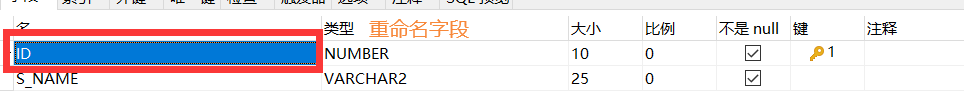 名 类型 重命名字段 大小 比例 不是 null 键 注释
ID NUMBER 10 0 1
S_NAME VARCHAR2 25 0